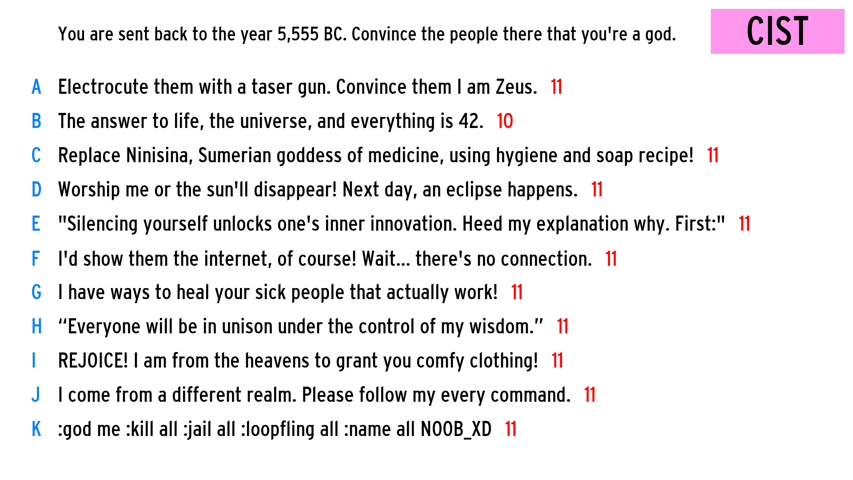 You are sent back to the year 5,555 BC. Convince the people there that you're a god.
CIST
A Electrocute them with a taser gun. Convince them I am Zeus. 11
B The answer to life, the universe, and everything is 42. 10
C Replace Ninisina, Sumerian goddess of medicine, using hygiene and soap recipe! 11
D Worship me or the sun'll disappear! Next day, an eclipse happens. 11
E "Silencing yourself unlocks one's inner innovation. Heed my explanation why. First:" 11
F I'd show them the internet, of course! Wait... there's no connection. 11
G I have ways to heal your sick people that actually work! 11
H “Everyone will be in unison under the control of my wisdom.” 11
I REJOICE! I am from the heavens to grant you comfy clothing! 11
J I come from a different realm. Please follow my every command. 11
K :god me :kill all :jail all :loopfling all :name all N00B_XD 11